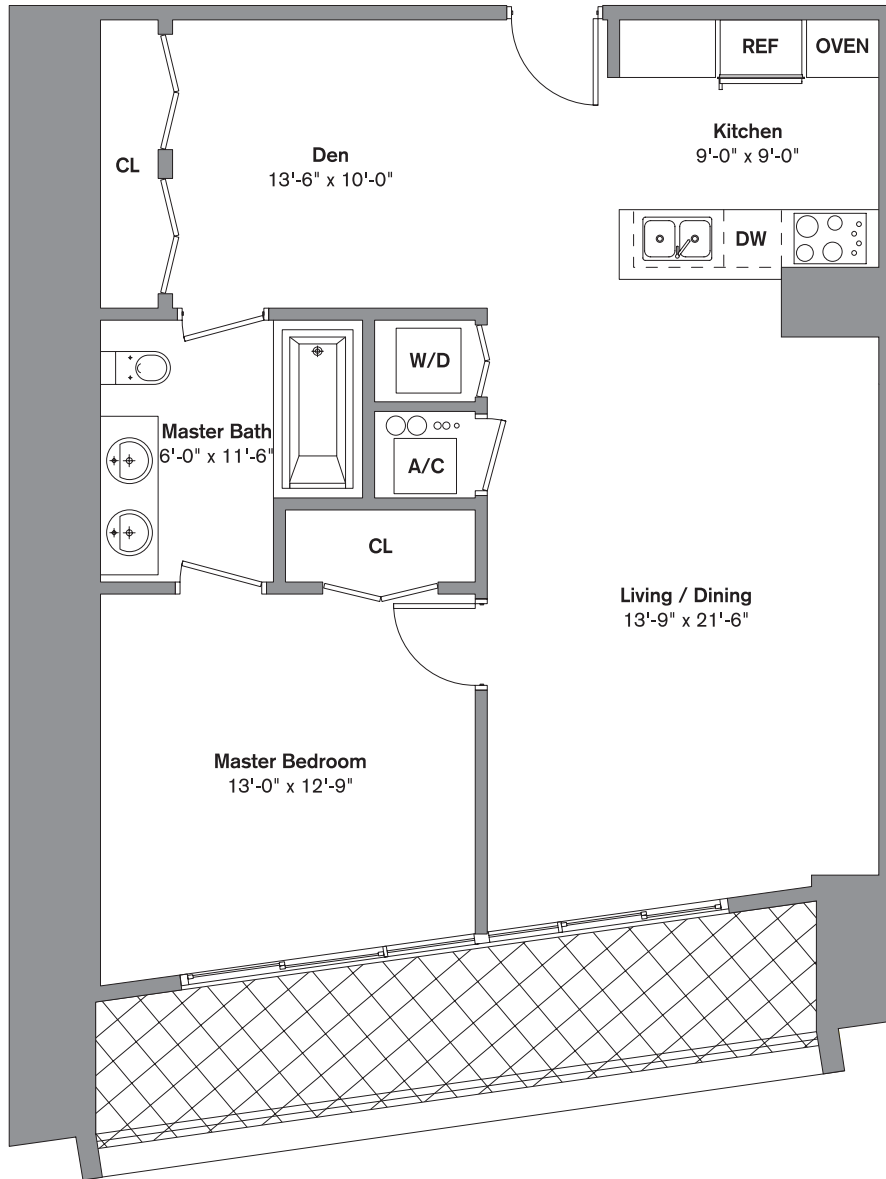 REF
OVEN
Kitchen
9'-0" x 9'-0"
Den
13'-6" x 10'-0"
CL
DW
W/D
Master Bath
6'-0" x 11'-6"
A/C
CL
Living / Dining
13'-9" x 21'-6"
Master Bedroom
13'-0" x 12'-9"